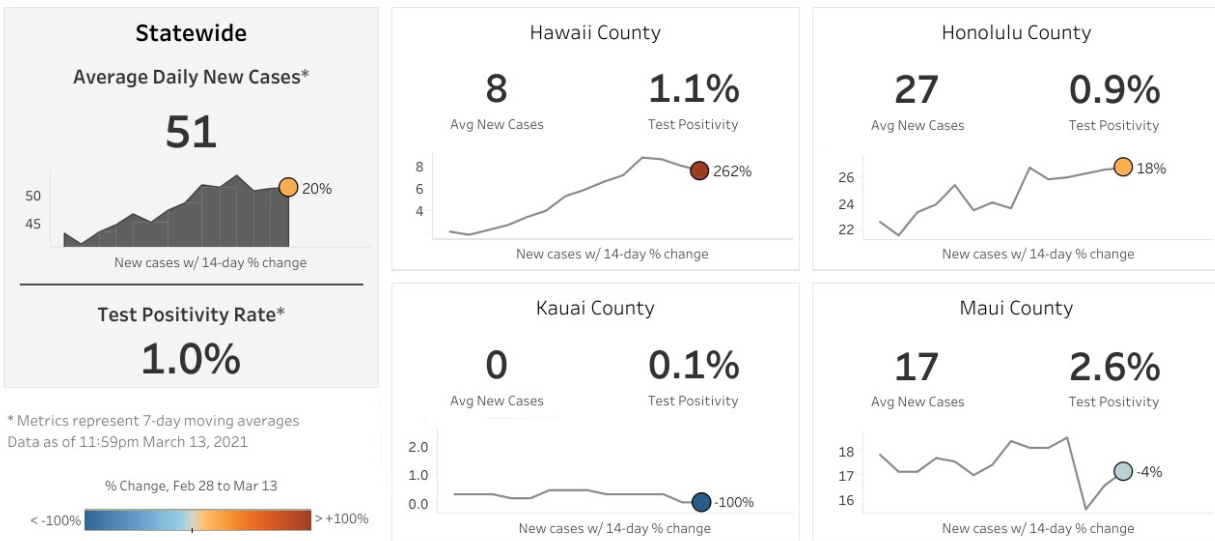 Statewide
Average Daily New Cases*
51
50
45
20%
New cases w/ 14-day % change
Test Positivity Rate*
1.0%
* Metrics represent 7-day moving averages
Data as of 11:59pm March 13, 2021
% Change, Feb 28 to Mar 13
< -100%
> +100%
Hawaii County
8
1.1%
Avg New Cases
Test Positivity
8
6
4
262%
New cases w/ 14-day % change
Honolulu County
27
0.9%
Avg New Cases
Test Positivity
26
24
22
18%
New cases w/ 14-day % change
Kauai County
0
0.1%
Avg New Cases
Test Positivity
2.0
1.0
0.0
-100%
New cases w/ 14-day % change
Maui County
17
2.6%
Avg New Cases
Test Positivity
18
17
16
-4%
New cases w/ 14-day % change